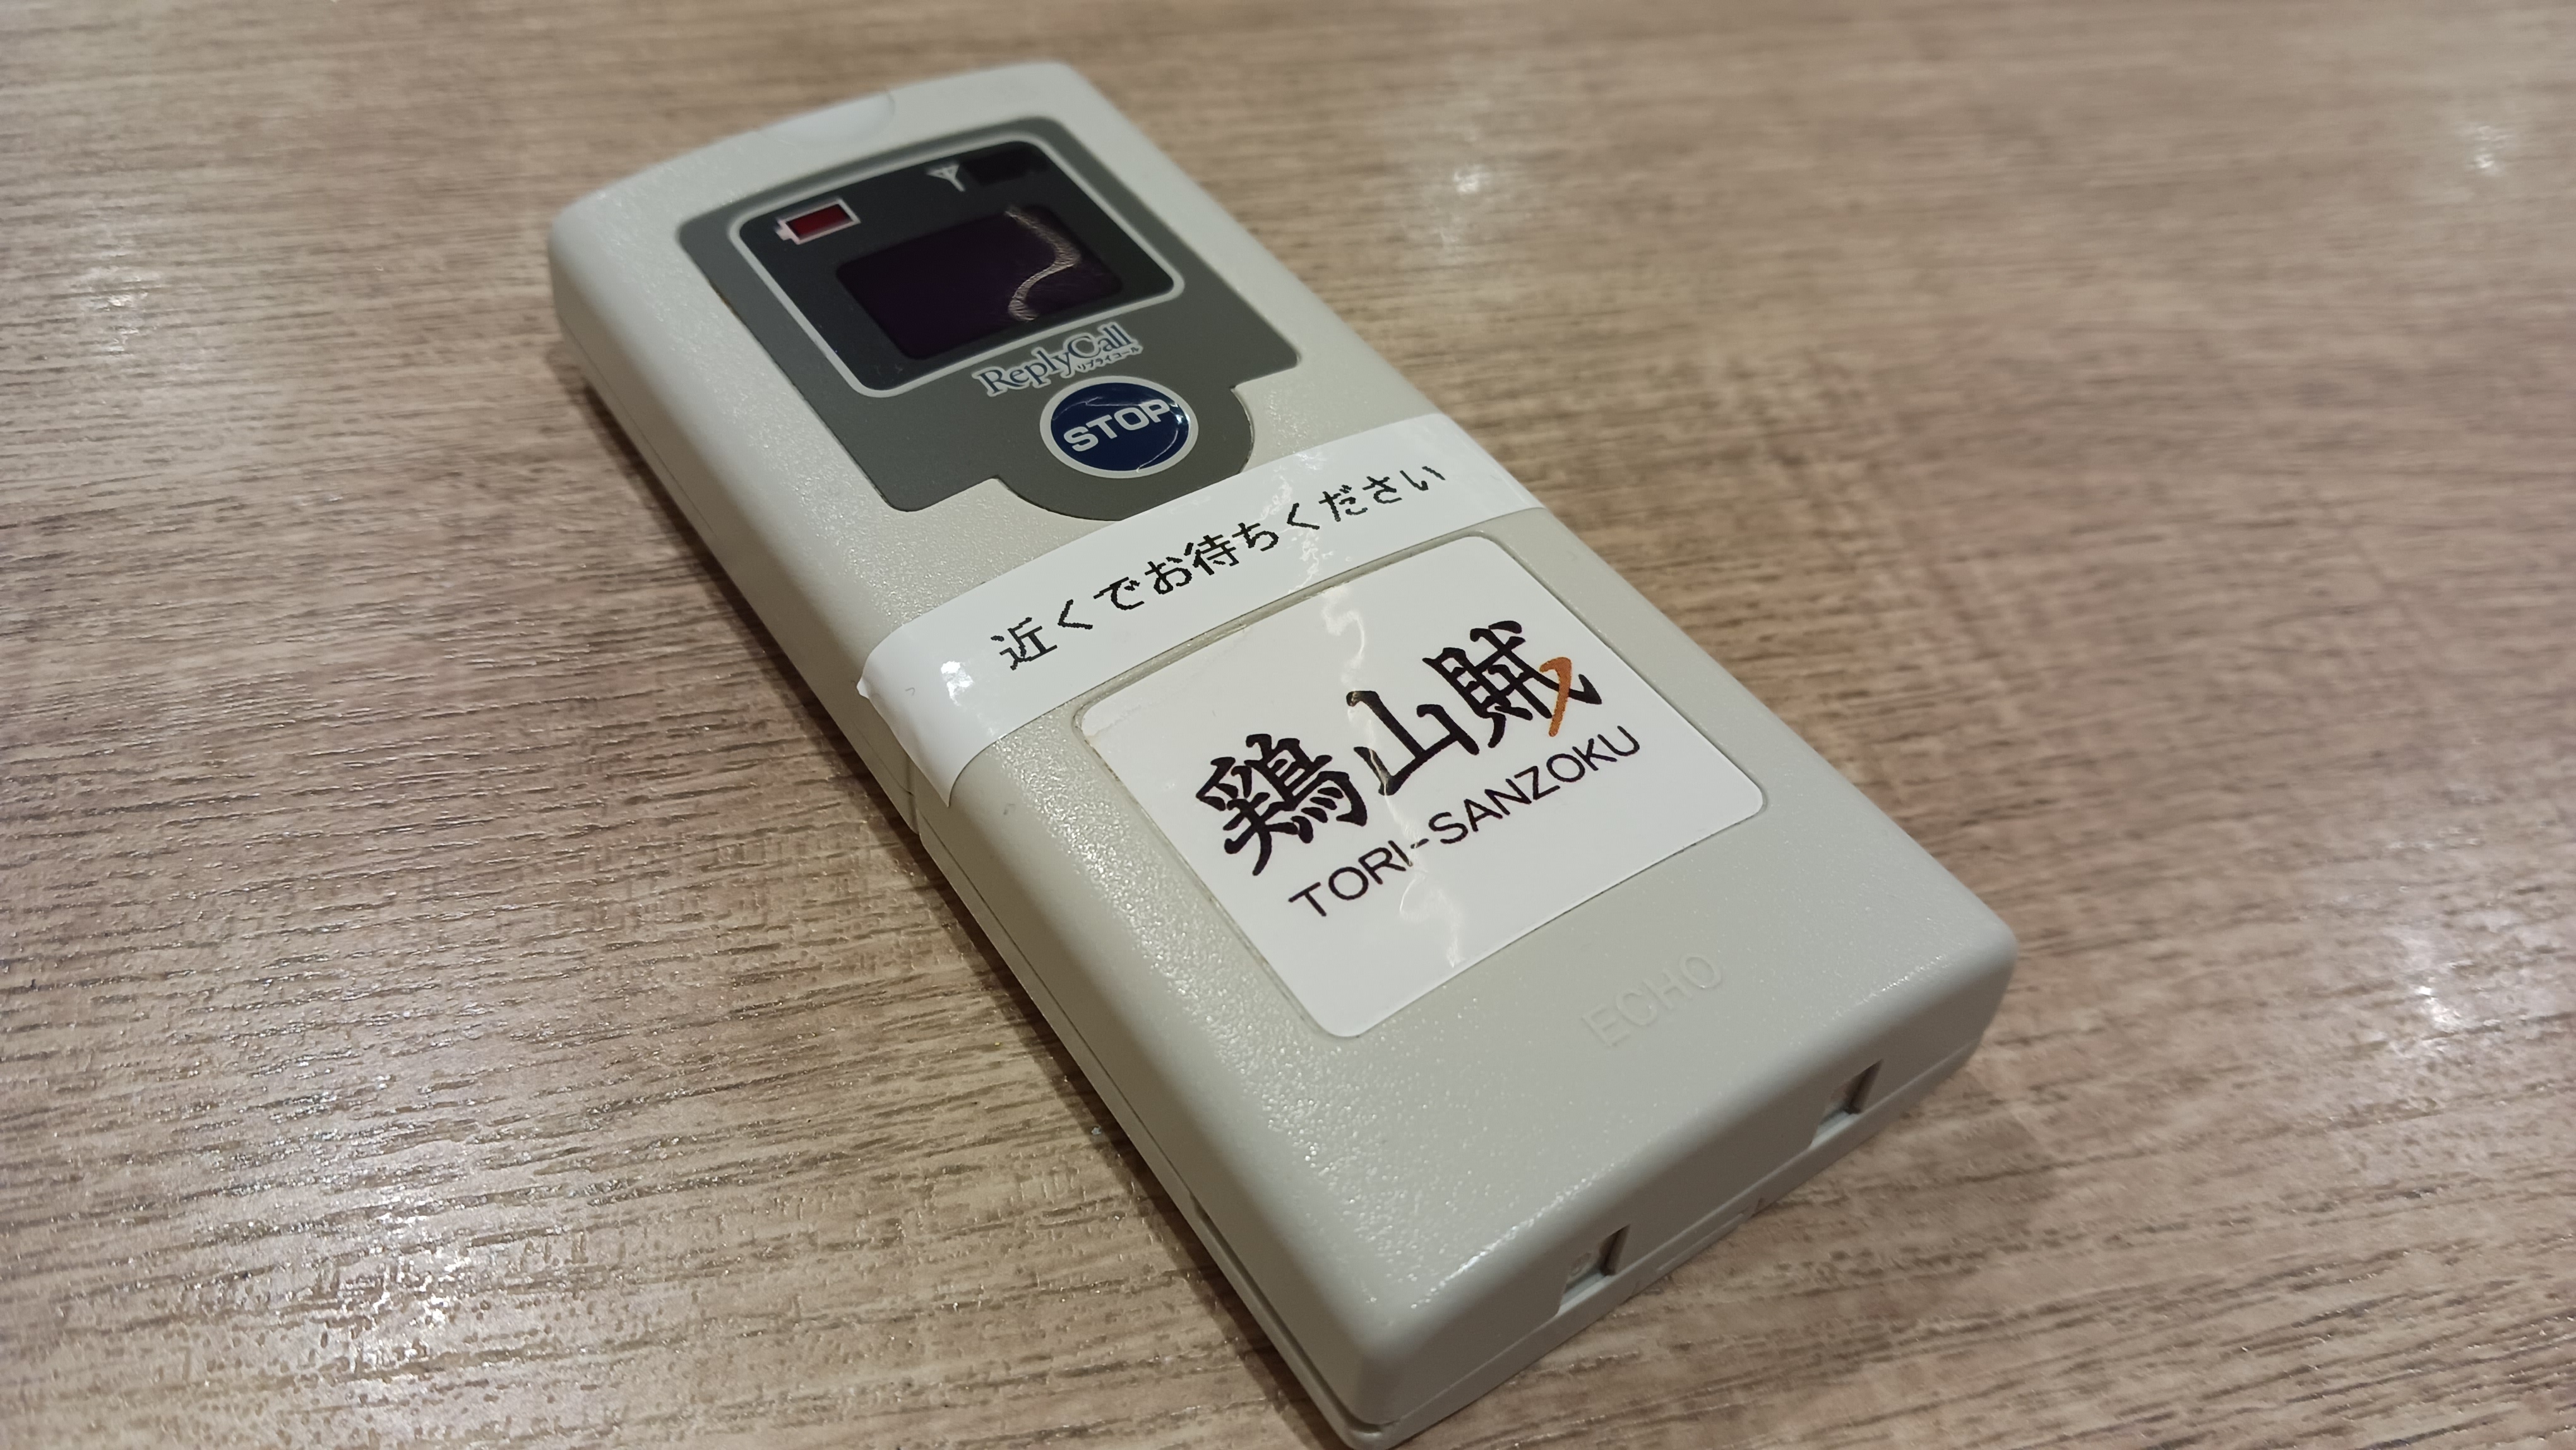 ReplyCall
リプライコール
STOP
近くでお待ちください
鶏山賊
TORI-SANZOKU
ECHO